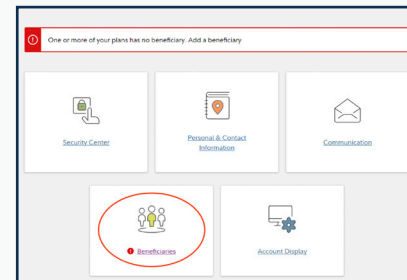 One or more of your plans has no beneficiary. Add a beneficiary
Security Center
Personal & Contact
Information
Communication
Beneficiaries
Account Display